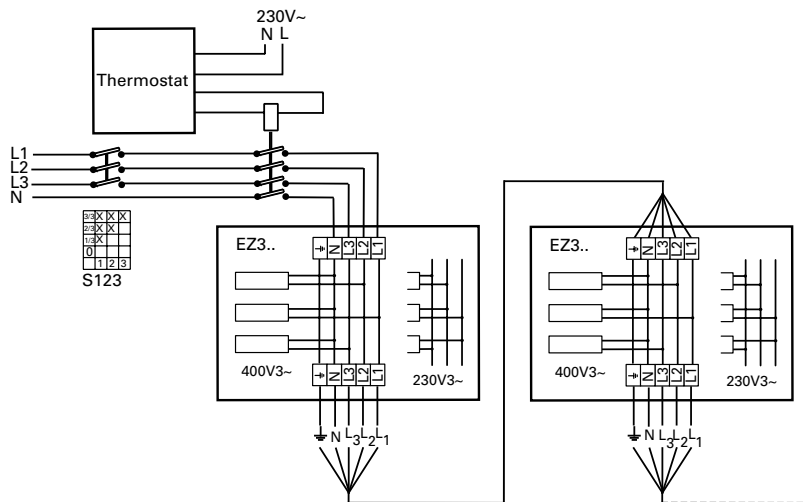 230V~
N L
Thermostat
L1
L2
L3
N
3/3 X X X
2/3 X X
1/3 X
0
1 2 3
S123
EZ3..
⏚ N L3 L2 L1
400V3~
230V3~
⏚ N L3 L2 L1
⏚ N L3 L2 L1
EZ3..
⏚ N L3 L2 L1
400V3~
230V3~
⏚ N L3 L2 L1
⏚ N L3 L2 L1